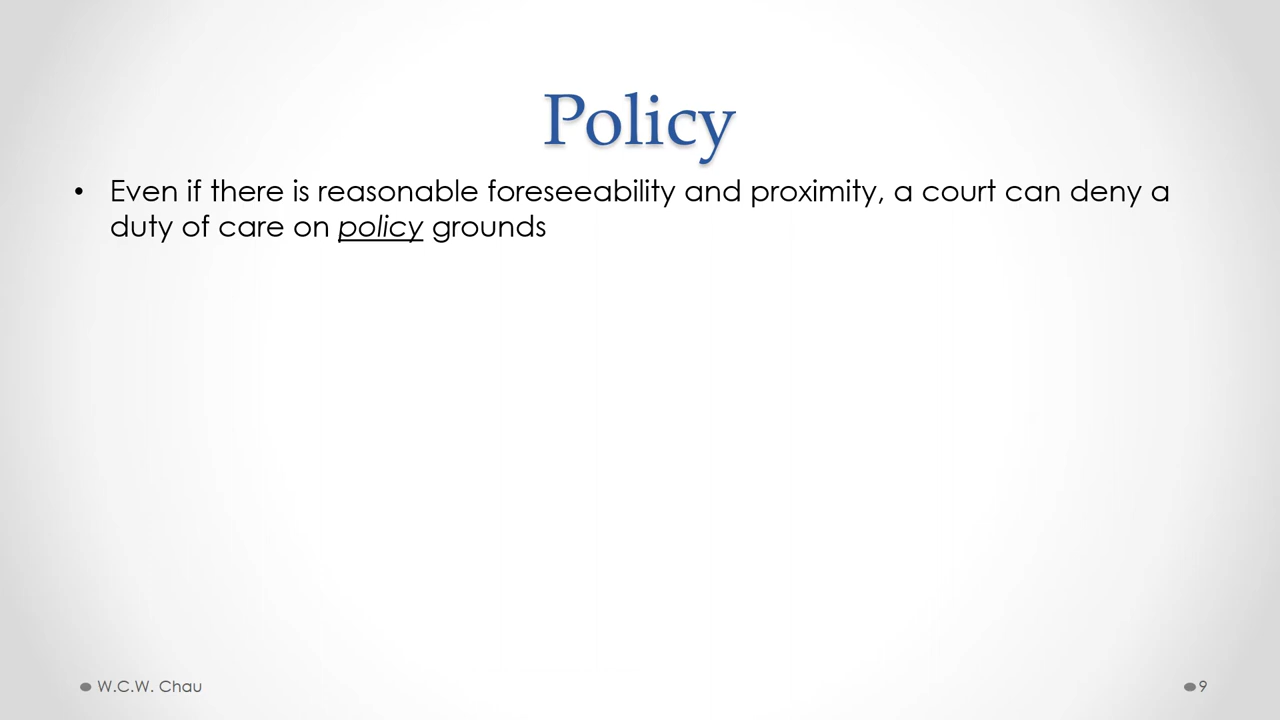 Policy
• Even if there is reasonable foreseeability and proximity, a court can deny a
duty of care on policy grounds
W.C.W. Chau
9